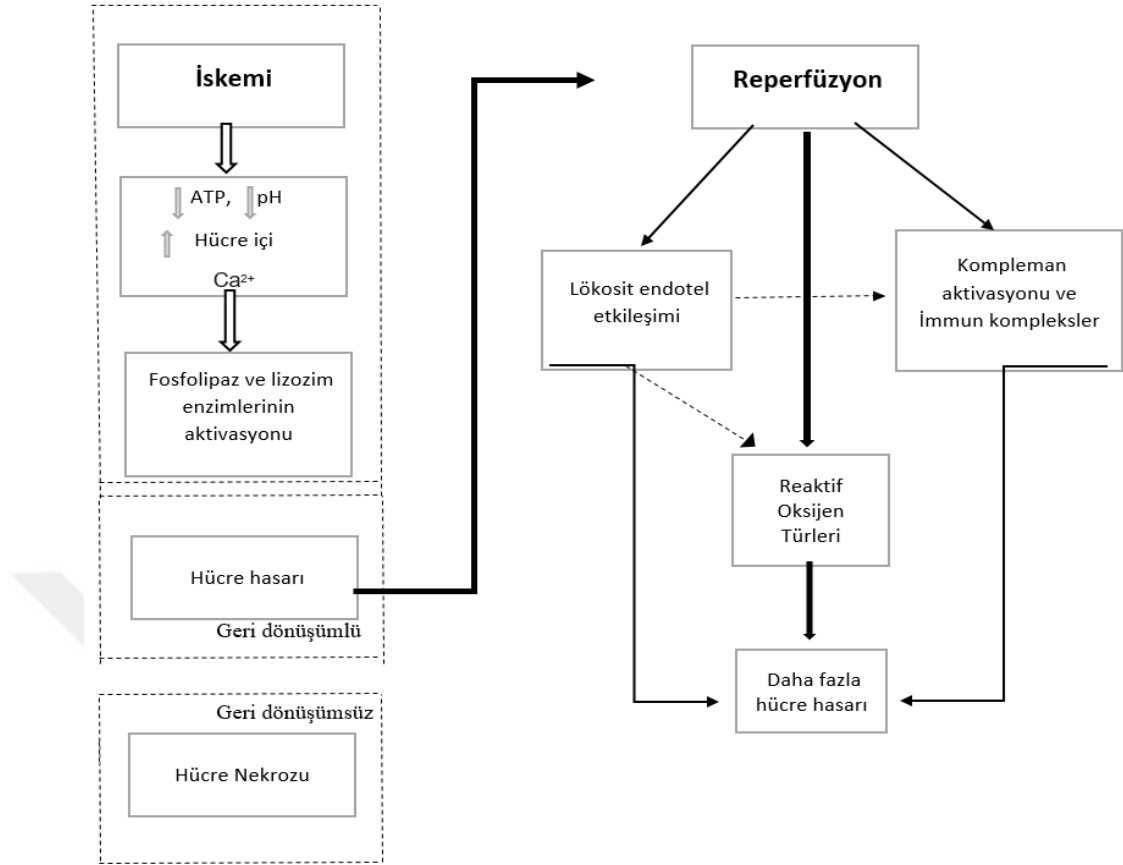 İskemi
ATP, pH
Hücre içi
Ca²⁺
Fosfolipaz ve lizozim
enzimlerinin
aktivasyonu
Hücre hasarı
Geri dönüşümlü
Geri dönüşümsüz
Hücre Nekrozu
Reperfüzyon
Lökosit endotel
etkileşimi
Kompleman
aktivasyonu ve
İmmun kompleksler
Reaktif
Oksijen
Türleri
Daha fazla
hücre hasarı